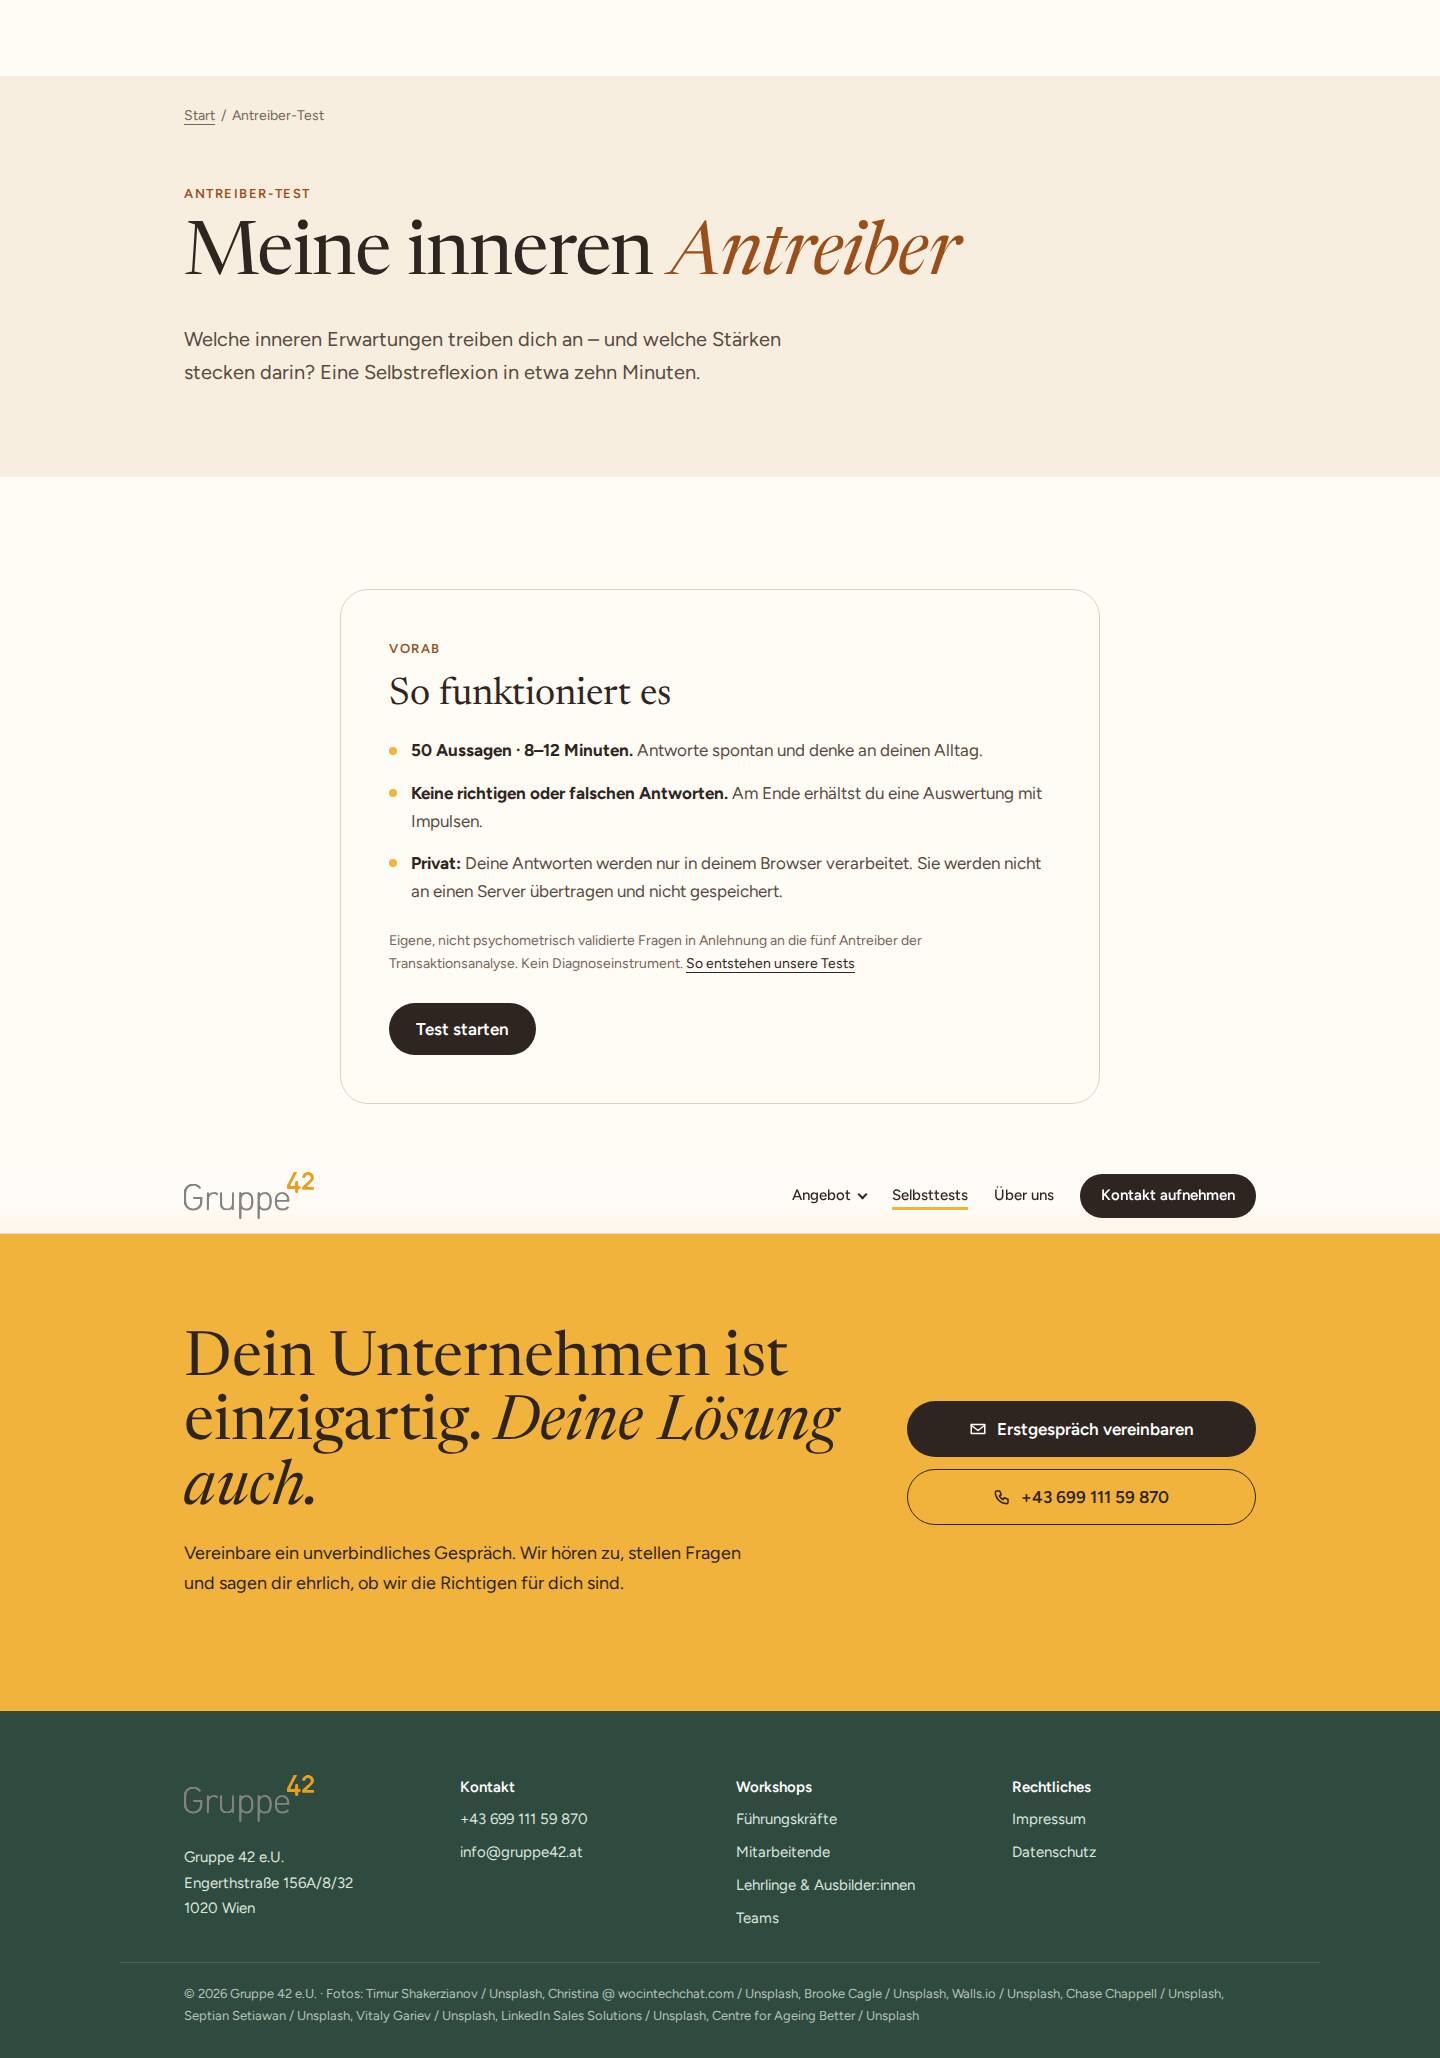 Start / Antreiber-Test
ANTREIBER-TEST
Meine inneren Antreiber
Welche inneren Erwartungen treiben dich an – und welche Stärken
stecken darin? Eine Selbstreflexion in etwa zehn Minuten.
VORAB
So funktioniert es
50 Aussagen · 8–12 Minuten. Antworte spontan und denke an deinen Alltag.
Keine richtigen oder falschen Antworten. Am Ende erhältst du eine Auswertung mit
Impulsen.
Privat: Deine Antworten werden nur in deinem Browser verarbeitet. Sie werden nicht
an einen Server übertragen und nicht gespeichert.
Eigene, nicht psychometrisch validierte Fragen in Anlehnung an die fünf Antreiber der
Transaktionsanalyse. Kein Diagnoseinstrument. So entstehen unsere Tests
Test starten
Gruppe 42
Angebot
Selbsttests
Über uns
Kontakt aufnehmen
Dein Unternehmen ist
einzigartig. Deine Lösung
auch.
Vereinbare ein unverbindliches Gespräch. Wir hören zu, stellen Fragen
und sagen dir ehrlich, ob wir die Richtigen für dich sind.
Erstgespräch vereinbaren
+43 699 111 59 870
Gruppe 42
Gruppe 42 e.U.
Engerthstraße 156A/8/32
1020 Wien
Kontakt
+43 699 111 59 870
info@gruppe42.at
Workshops
Führungskräfte
Mitarbeitende
Lehrlinge & Ausbilder:innen
Teams
Rechtliches
Impressum
Datenschutz
© 2026 Gruppe 42 e.U. · Fotos: Timur Shakerzianov / Unsplash, Christina @ wocintechchat.com / Unsplash, Brooke Cagle / Unsplash, Walls.io / Unsplash, Chase Chappell / Unsplash,
Septian Setiawan / Unsplash, Vitaly Gariev / Unsplash, LinkedIn Sales Solutions / Unsplash, Centre for Ageing Better / Unsplash